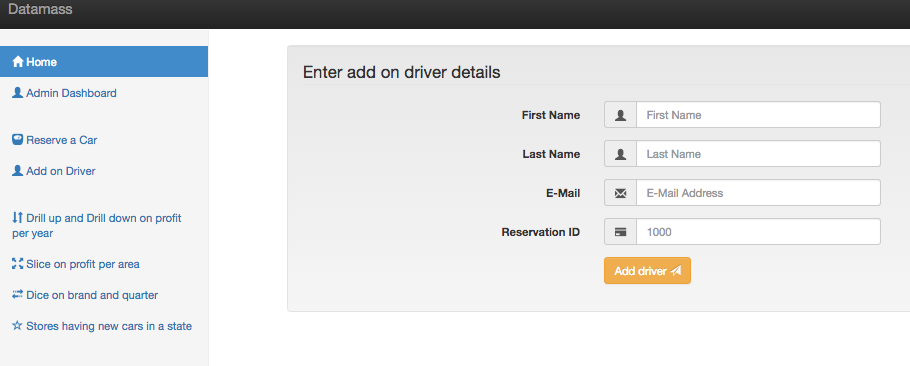 Datamass
Home
Admin Dashboard
Reserve a Car
Add on Driver
Drill up and Drill down on profit
per year
Slice on profit per area
Dice on brand and quarter
Stores having new cars in a state
Enter add on driver details
First Name First Name
Last Name Last Name
E-Mail E-Mail Address
Reservation ID 1000
Add driver